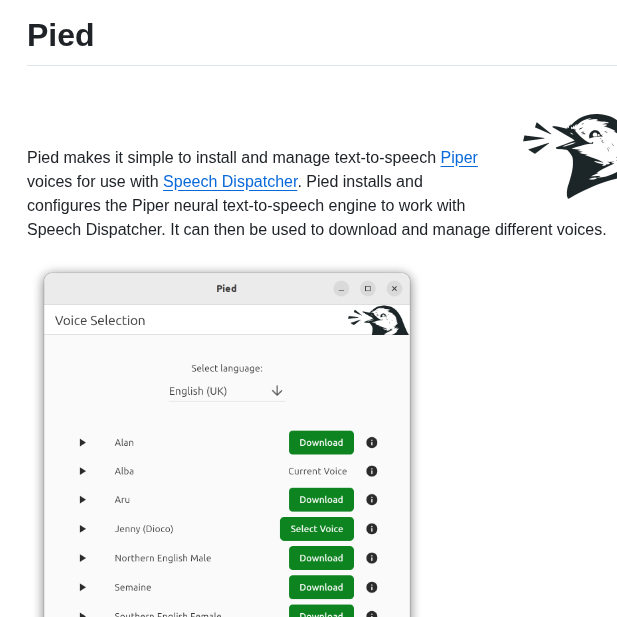 Pied
Pied makes it simple to install and manage text-to-speech Piper
voices for use with Speech Dispatcher. Pied installs and
configures the Piper neural text-to-speech engine to work with
Speech Dispatcher. It can then be used to download and manage different voices.
Pied
Voice Selection
Select language:
English (UK)
Alan Download
Alba Current Voice
Aru Download
Jenny (Dioco) Select Voice
Northern English Male Download
Semaine Download
Southern English Female Download